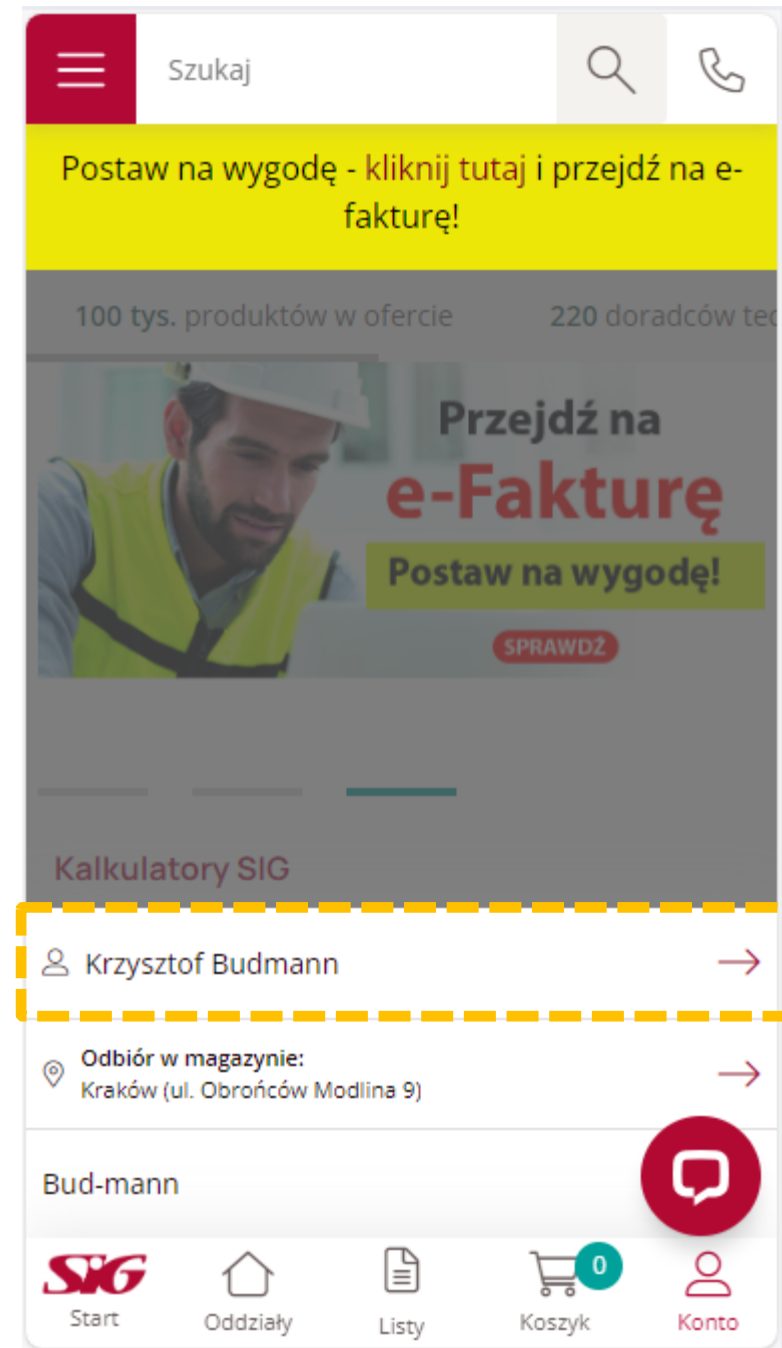 Szukaj
Postaw na wygodę - kliknij tutaj i przejdź na e-
fakturę!
100 tys. produktów w ofercie 220 doradców tec
Przejdź na
e-Fakturę
Postaw na wygodę!
SPRAWDŹ
Kalkulatory SIG
Krzysztof Budmann
Odbiór w magazynie:
Kraków (ul. Obrońców Modlina 9)
Bud-mann
SIG 0
Start Oddziały Listy Koszyk Konto